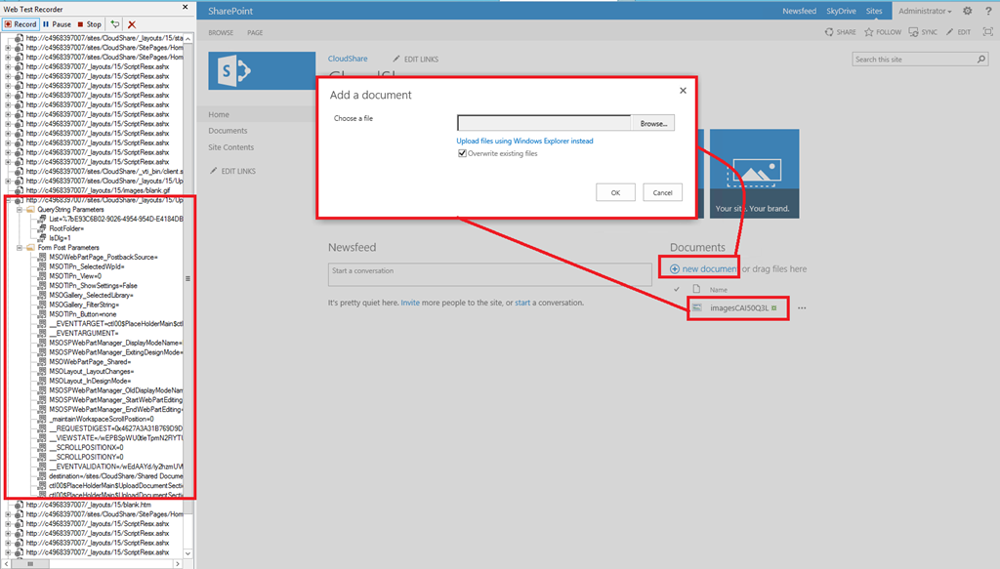 Web Test Recorder
Record Pause Stop
http://c4968397007/sites/CloudShare/_layouts/15/sta
http://c4968397007/sites/CloudShare/SitePages/Hom
http://c4968397007/sites/CloudShare/SitePages/Hom
http://c4968397007/_layouts/15/ScriptResx.ashx
http://c4968397007/_layouts/15/ScriptResx.ashx
http://c4968397007/_layouts/15/ScriptResx.ashx
http://c4968397007/_layouts/15/ScriptResx.ashx
http://c4968397007/_layouts/15/ScriptResx.ashx
http://c4968397007/_layouts/15/ScriptResx.ashx
http://c4968397007/_layouts/15/ScriptResx.ashx
http://c4968397007/_layouts/15/ScriptResx.ashx
http://c4968397007/_layouts/15/ScriptResx.ashx
http://c4968397007/_layouts/15/ScriptResx.ashx
http://c4968397007/_layouts/15/ScriptResx.ashx
http://c4968397007/sites/CloudShare/_vti_bin/client.s
http://c4968397007/sites/CloudShare/_layouts/15/Up
http://c4968397007/_layouts/15/images/blank.gif
http://c4968397007/sites/CloudShare/_layouts/15/Up
QueryString Parameters
List=%7bE93C6B02-9026-4954-954D-E4184DB
RootFolder=
IsDlg=1
Form Post Parameters
MSOWebPartPage_PostbackSource=
MSOTlPn_SelectedWpId=
MSOTlPn_View=0
MSOTlPn_ShowSettings=False
MSOGallery_SelectedLibrary=
MSOGallery_FilterString=
MSOTlPn_Button=none
__EVENTTARGET=ctl00$PlaceHolderMain$ctl
__EVENTARGUMENT=
MSOSPWebPartManager_DisplayModeName=
MSOSPWebPartManager_ExitingDesignMode=
MSOWebPartPage_Shared=
MSOLayout_LayoutChanges=
MSOLayout_InDesignMode=
MSOSPWebPartManager_OldDisplayModeNam
MSOSPWebPartManager_StartWebPartEditing
MSOSPWebPartManager_EndWebPartEditing=
_maintainWorkspaceScrollPosition=0
__REQUESTDIGEST=0x4627A3A31B769D9D
__VIEWSTATE=/wEPBSpWU0tleTpmN2RlYTI
__SCROLLPOSITIONX=0
__SCROLLPOSITIONY=0
__EVENTVALIDATION=/wEdAAYd/Iy2hzmUVM
destination=/sites/CloudShare/Shared Docume
ctl00$PlaceHolderMain$UploadDocumentSecti
ctl00$PlaceHolderMain$UploadDocumentSecti
http://c4968397007/_layouts/15/blank.htm
http://c4968397007/sites/CloudShare/SitePages/Hom
http://c4968397007/_layouts/15/ScriptResx.ashx
http://c4968397007/_layouts/15/ScriptResx.ashx
http://c4968397007/_layouts/15/ScriptResx.ashx
http://c4968397007/_layouts/15/ScriptResx.ashx
SharePoint
Newsfeed SkyDrive Sites Administrator ?
BROWSE PAGE
SHARE FOLLOW SYNC EDIT
CloudShare EDIT LINKS
Search this site
S
Home
Documents
Site Contents
EDIT LINKS
Add a document
Choose a file
Browse...
Upload files using Windows Explorer instead
Overwrite existing files
OK Cancel
Your site. Your brand.
Newsfeed
Start a conversation
It's pretty quiet here. Invite more people to the site, or start a conversation.
Documents
new document or drag files here
Name
imagesCAI50Q3L ...